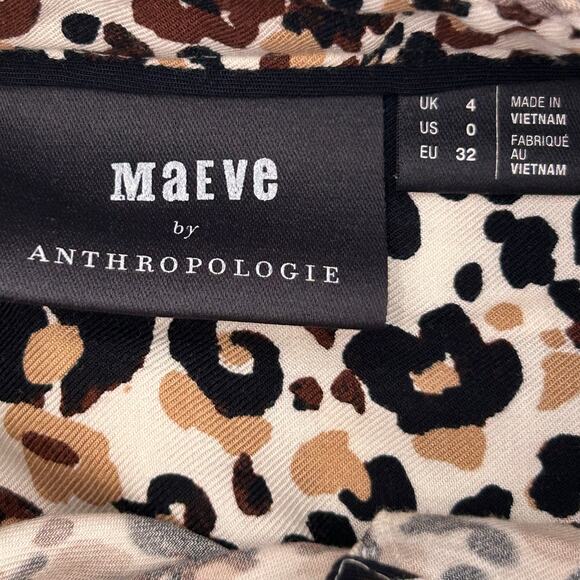 MaEVe
by
ANTHROPOLOGIE
UK 4
US 0
EU 32
MADE IN
VIETNAM
FABRIQUÉ
AU
VIETNAM